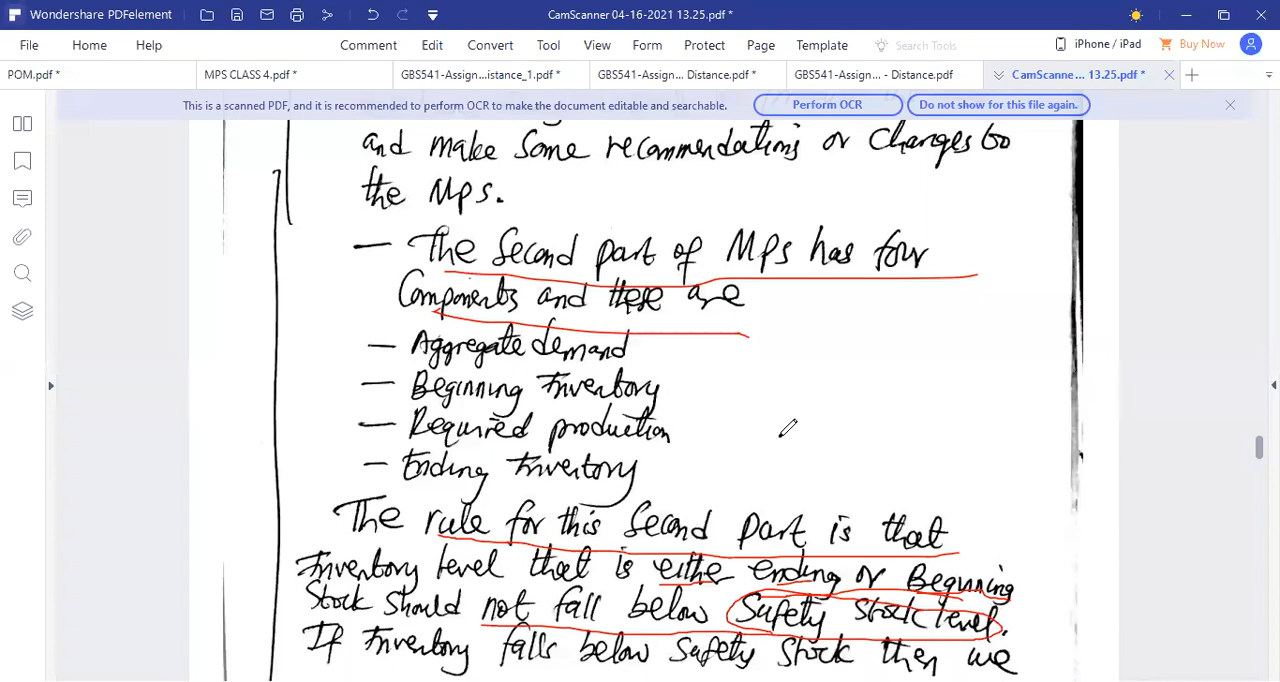 Wondershare PDFelement
CamScanner 04-16-2021 13.25.pdf *
File Home Help Comment Edit Convert Tool View Form Protect Page Template Search Tools iPhone / iPad Buy Now
POM.pdf * MPS CLASS 4.pdf * GBS541-Assign...istance_1.pdf * GBS541-Assign... Distance.pdf * GBS541-Assign... - Distance.pdf CamScanne... 13.25.pdf *
This is a scanned PDF, and it is recommended to perform OCR to make the document editable and searchable. Perform OCR Do not show for this file again.
and make some recommendations or changes to
the MPS.
— The second part of MPS has four
Components and these are
— Aggregate demand
— Beginning Inventory
— Required production
— Ending Inventory
The rule for this second part is that
Inventory level that is either ending or Beginning
Stock should not fall below safety stock level.
If Inventory falls below safety stock then we